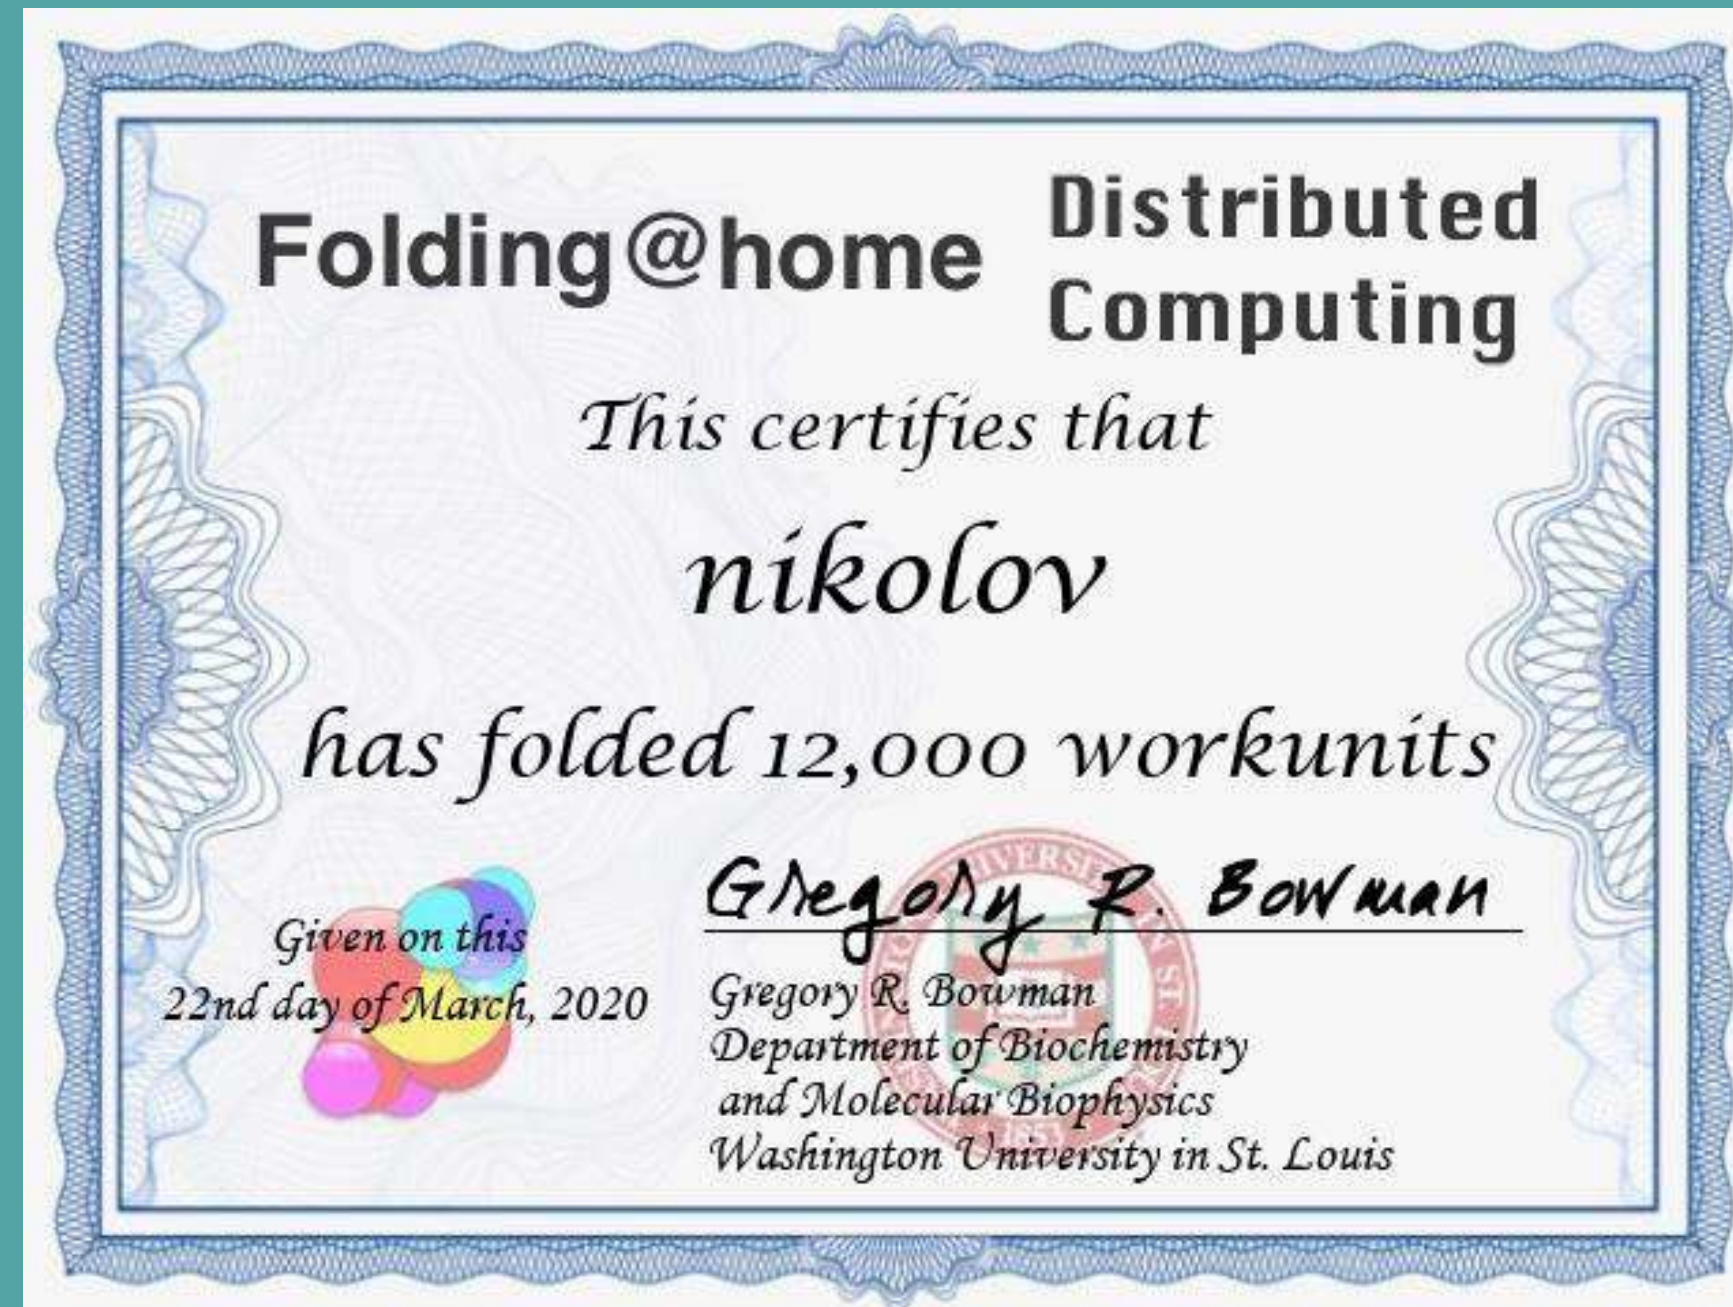 Folding@home
Distributed
Computing
This certifies that
nikolov
has folded 12,000 workunits
Given on this
22nd day of March, 2020
Gregory R. Bowman
Gregory R. Bowman
Department of Biochemistry
and Molecular Biophysics
Washington University in St. Louis
1853